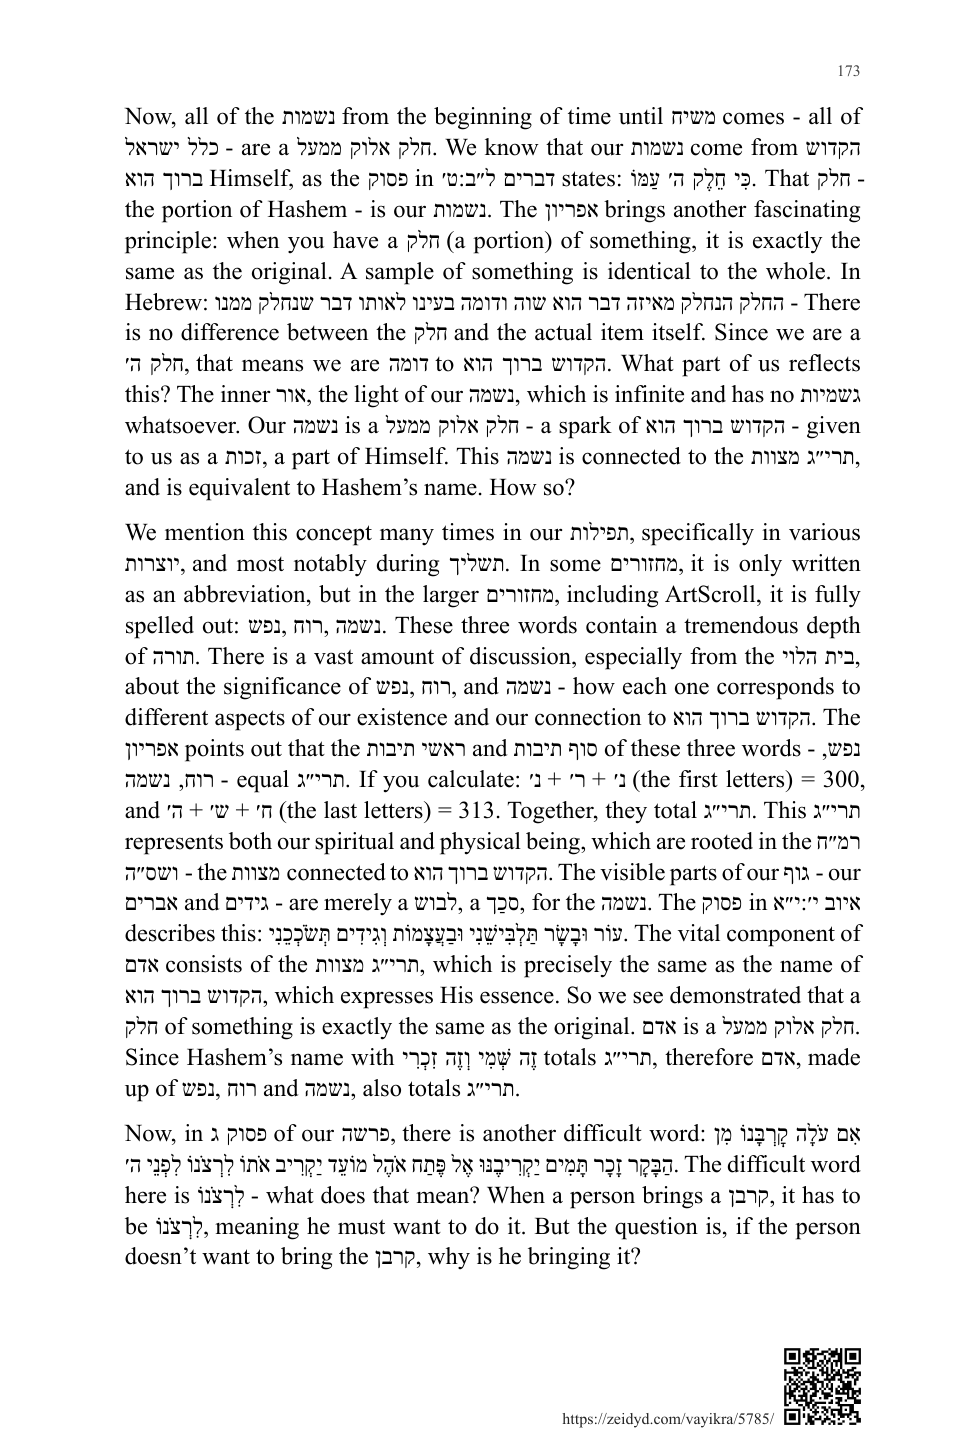 173
Now, all of the נשמות from the beginning of time until משיח comes - all of
כלל ישראל - are a חלק אלוק ממעל. We know that our נשמות come from הקדוש
ברוך הוא Himself, as the פסוק in דברים ל״ב:ט׳ states: כִּי חֵלֶק ה׳ עַמּוֹ. That חלק -
the portion of Hashem - is our נשמות. The אפריון brings another fascinating
principle: when you have a חלק (a portion) of something, it is exactly the
same as the original. A sample of something is identical to the whole. In
Hebrew: החלק הנחלק מאיזה דבר הוא שוה ודומה בעינו לאותו דבר שנחלק ממנו - There
is no difference between the חלק and the actual item itself. Since we are a
חלק ה׳, that means we are דומה to הקדוש ברוך הוא. What part of us reflects
this? The inner אור, the light of our נשמה, which is infinite and has no גשמיות
whatsoever. Our נשמה is a חלק אלוק ממעל - a spark of הקדוש ברוך הוא - given
to us as a זכות, a part of Himself. This נשמה is connected to the תרי״ג מצוות,
and is equivalent to Hashem’s name. How so?
We mention this concept many times in our תפילות, specifically in various
יוצרות, and most notably during תשליך. In some מחזורים, it is only written
as an abbreviation, but in the larger מחזורים, including ArtScroll, it is fully
spelled out: נפש, רוח, נשמה. These three words contain a tremendous depth
of תורה. There is a vast amount of discussion, especially from the בית הלוי,
about the significance of נפש, רוח, and נשמה - how each one corresponds to
different aspects of our existence and our connection to הקדוש ברוך הוא. The
אפריון points out that the ראשי תיבות and סוף תיבות of these three words - נפש,
רוח, נשמה - equal תרי״ג. If you calculate: נ׳ + ר׳ + נ׳ (the first letters) = 300,
and ח׳ + ש׳ + ה׳ (the last letters) = 313. Together, they total תרי״ג. This תרי״ג
represents both our spiritual and physical being, which are rooted in the רמ״ח
ושס״ה - the מצוות connected to הקדוש ברוך הוא. The visible parts of our גוף - our
אברים and גידים - are merely a לבוש, a סכָך, for the נשמה. The פסוק in איוב י׳:י״א
describes this: עוֹר וּבָשָׂר תַּלְבִּישֵׁנִי וּבַעֲצָמוֹת וְגִידִים תְּשֹׂכְכֵנִי. The vital component of
אדם consists of the תרי״ג מצוות, which is precisely the same as the name of
הקדוש ברוך הוא, which expresses His essence. So we see demonstrated that a
חלק of something is exactly the same as the original. אדם is a חלק אלוק ממעל.
Since Hashem’s name with זֶה שְּׁמִי וְזֶה זִכְרִי totals תרי״ג, therefore אדם, made
up of נפש, רוח and נשמה, also totals תרי״ג.
Now, in פסוק ג of our פרשה, there is another difficult word: אִם עֹלָה קָרְבָּנוֹ מִן
הַבָּקָר זָכָר תָּמִים יַקְרִיבֶנּוּ אֶל פֶּתַח אֹהֶל מוֹעֵד יַקְרִיב אֹתוֹ לִרְצֹנוֹ לִפְנֵי ה׳. The difficult word
here is לִרְצֹנוֹ - what does that mean? When a person brings a קרבן, it has to
be לִרְצֹנוֹ, meaning he must want to do it. But the question is, if the person
doesn’t want to bring the קרבן, why is he bringing it?
https://zeidyd.com/vayikra/5785/